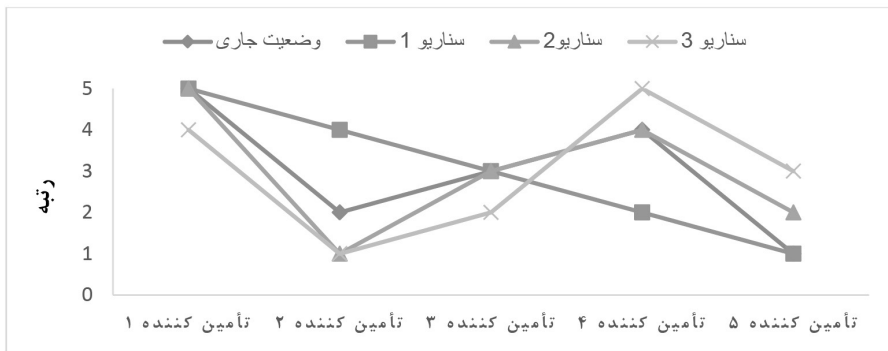 وضعیت جاری سناریو 1 سناریو2 سناریو 3
5
4
3
2
1
0
رتبه
تأمین کننده ۱ تأمین کننده ۲ تأمین کننده ۳ تأمین کننده ۴ تأمین کننده ۵